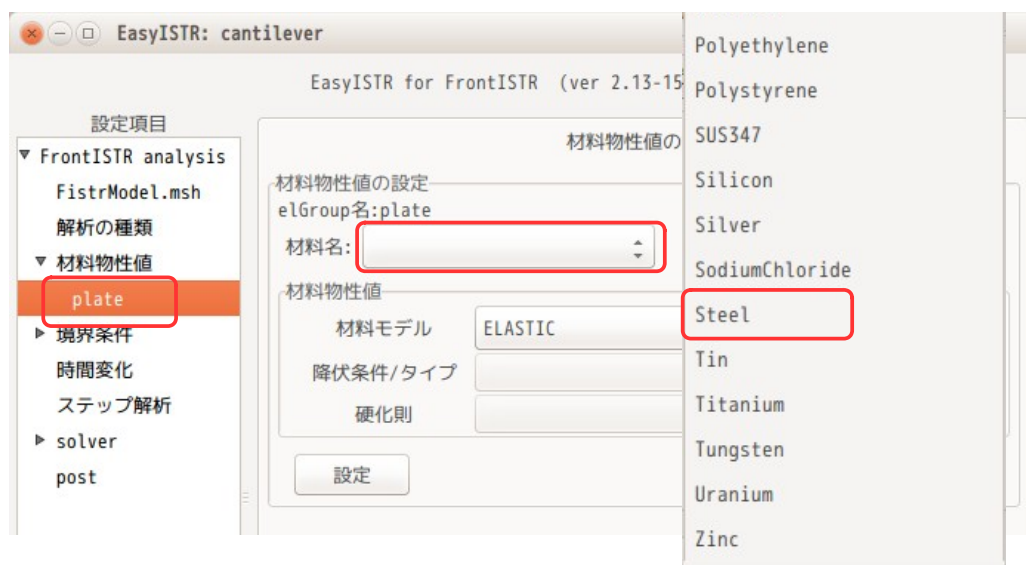 EasyISTR: cantilever
EasyISTR for FrontISTR (ver 2.13-15
設定項目
FrontISTR analysis
FistrModel.msh
解析の種類
材料物性値
plate
境界条件
時間変化
ステップ解析
solver
post
材料物性値の
材料物性値の設定
elGroup名:plate
材料名:
材料物性値
材料モデル ELASTIC
降伏条件/タイプ
硬化則
設定
Polyethylene
Polystyrene
SUS347
Silicon
Silver
SodiumChloride
Steel
Tin
Titanium
Tungsten
Uranium
Zinc